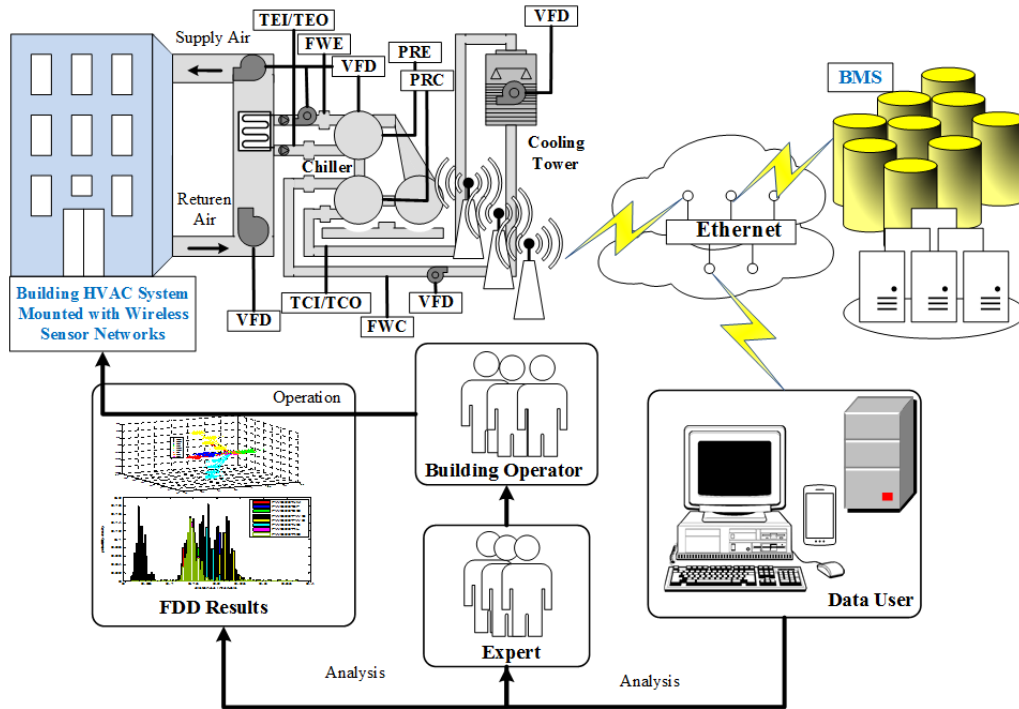 TEI/TEO
VFD
Supply Air
FWE
PRE
VFD
PRC
BMS
Cooling
Tower
Chiller
Returen
Air
Ethernet
Building HVAC System
Mounted with Wireless
Sensor Networks
VFD
TCI/TCO
FWC
VFD
Operation
Building Operator
FDD Results
Expert
Data User
Analysis
Analysis